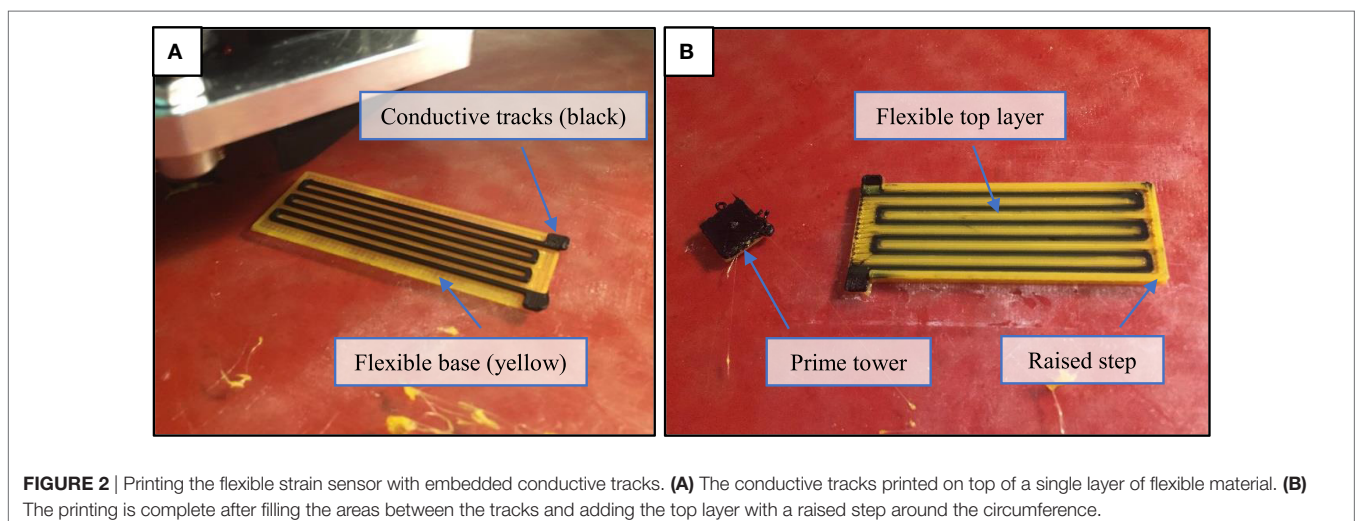 A
Conductive tracks (black)
Flexible base (yellow)
B
Flexible top layer
Prime tower
Raised step
FIGURE 2 | Printing the flexible strain sensor with embedded conductive tracks. (A) The conductive tracks printed on top of a single layer of flexible material. (B)
The printing is complete after filling the areas between the tracks and adding the top layer with a raised step around the circumference.